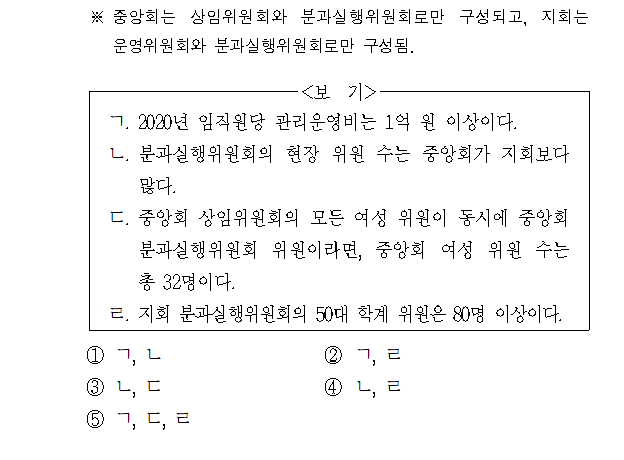 ※ 중앙회는 상임위원회와 분과실행위원회로만 구성되고, 지회는
운영위원회와 분과실행위원회로만 구성됨.
<보 기>
ㄱ. 2020년 임직원당 관리운영비는 1억 원 이상이다.
ㄴ. 분과실행위원회의 현장 위원 수는 중앙회가 지회보다
많다.
ㄷ. 중앙회 상임위원회의 모든 여성 위원이 동시에 중앙회
분과실행위원회 위원이라면, 중앙회 여성 위원 수는
총 32명이다.
ㄹ. 지회 분과실행위원회의 50대 학계 위원은 80명 이상이다.
① ㄱ, ㄴ ② ㄱ, ㄹ
③ ㄴ, ㄷ ④ ㄴ, ㄹ
⑤ ㄱ, ㄷ, ㄹ